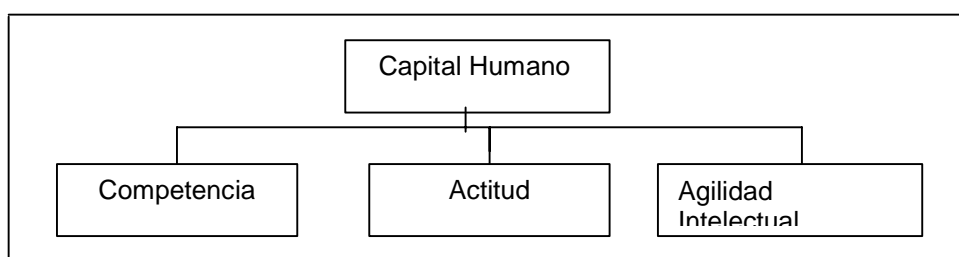 Capital Humano
Competencia
Actitud
Agilidad
Intelectual